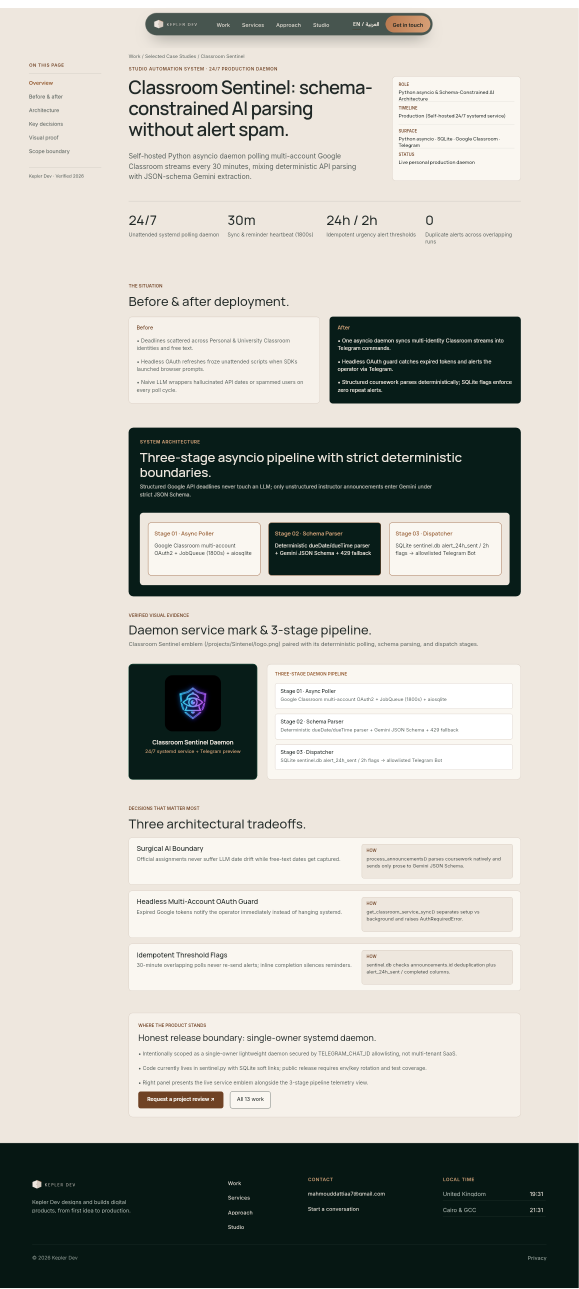 KEPLER DEV
Work
Services
Approach
Studio
EN / العربية
Get in touch
ON THIS PAGE
Overview
Before & after
Architecture
Key decisions
Visual proof
Scope boundary
Kepler Dev · Verified 2026
Work / Selected Case Studies / Classroom Sentinel
STUDIO AUTOMATION SYSTEM · 24/7 PRODUCTION DAEMON
Classroom Sentinel: schema-
constrained AI parsing
without alert spam.
Self-hosted Python asyncio daemon polling multi-account Google
Classroom streams every 30 minutes, mixing deterministic API parsing
with JSON-schema Gemini extraction.
ROLE
Python asyncio & Schema-Constrained AI
Architecture
TIMELINE
Production (Self-hosted 24/7 systemd service)
SURFACE
Python asyncio · SQLite · Google Classroom ·
Telegram
STATUS
Live personal production daemon
24/7
Unattended systemd polling daemon
30m
Sync & reminder heartbeat (1800s)
24h / 2h
Idempotent urgency alert thresholds
0
Duplicate alerts across overlapping
runs
THE SITUATION
Before & after deployment.
Before
• Deadlines scattered across Personal & University Classroom
identities and free text.
• Headless OAuth refreshes froze unattended scripts when SDKs
launched browser prompts.
• Naive LLM wrappers hallucinated API dates or spammed users on
every poll cycle.
After
• One asyncio daemon syncs multi-identity Classroom streams into
Telegram commands.
• Headless OAuth guard catches expired tokens and alerts the
operator via Telegram.
• Structured coursework parses deterministically; SQLite flags enforce
zero repeat alerts.
SYSTEM ARCHITECTURE
Three-stage asyncio pipeline with strict deterministic
boundaries.
Structured Google API deadlines never touch an LLM; only unstructured instructor announcements enter Gemini under
strict JSON Schema.
Stage 01 · Async Poller
Google Classroom multi-account
OAuth2 + JobQueue (1800s) + aiosqlite
Stage 02 · Schema Parser
Deterministic dueDate/dueTime parser
+ Gemini JSON Schema + 429 fallback
Stage 03 · Dispatcher
SQLite sentinel.db alert_24h_sent / 2h
flags → allowlisted Telegram Bot
VERIFIED VISUAL EVIDENCE
Daemon service mark & 3-stage pipeline.
Classroom Sentinel emblem (/projects/Sintenel/logo.png) paired with its deterministic polling, schema parsing, and dispatch stages.
Classroom Sentinel Daemon
24/7 systemd service + Telegram preview
THREE-STAGE DAEMON PIPELINE
Stage 01 · Async Poller
Google Classroom multi-account OAuth2 + JobQueue (1800s) + aiosqlite
Stage 02 · Schema Parser
Deterministic dueDate/dueTime parser + Gemini JSON Schema + 429 fallback
Stage 03 · Dispatcher
SQLite sentinel.db alert_24h_sent / 2h flags → allowlisted Telegram Bot
DECISIONS THAT MATTER MOST
Three architectural tradeoffs.
Surgical AI Boundary
Official assignments never suffer LLM date drift while free-text dates get captured.
HOW
process_announcements() parses coursework natively and
sends only prose to Gemini JSON Schema.
Headless Multi-Account OAuth Guard
Expired Google tokens notify the operator immediately instead of hanging systemd.
HOW
get_classroom_service_sync() separates setup vs
background and raises AuthRequiredError.
Idempotent Threshold Flags
30-minute overlapping polls never re-send alerts; inline completion silences reminders.
HOW
sentinel.db checks announcements.id deduplication plus
alert_24h_sent / completed columns.
WHERE THE PRODUCT STANDS
Honest release boundary: single-owner systemd daemon.
• Intentionally scoped as a single-owner lightweight daemon secured by TELEGRAM_CHAT_ID allowlisting, not multi-tenant SaaS.
• Code currently lives in sentinel.py with SQLite soft links; public release requires env/key rotation and test coverage.
• Right panel presents the live service emblem alongside the 3-stage pipeline telemetry view.
Request a project review ↗
All 13 work
KEPLER DEV
Kepler Dev designs and builds digital
products, from first idea to production.
Work
Services
Approach
Studio
CONTACT
mahmouddattiaa7@gmail.com
Start a conversation
LOCAL TIME
United Kingdom 19:31
Cairo & GCC 21:31
© 2026 Kepler Dev
Privacy